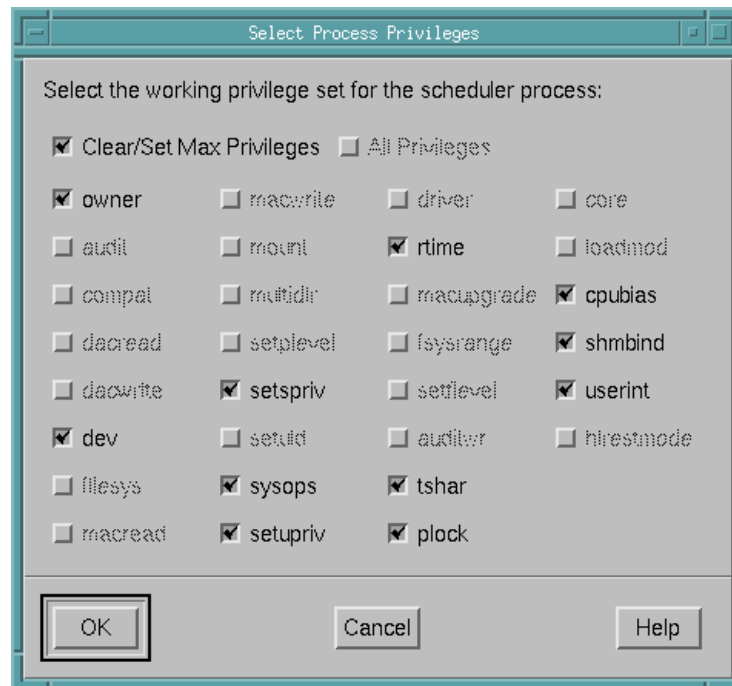 Select Process Privileges
Select the working privilege set for the scheduler process:
Clear/Set Max Privileges All Privileges
owner macwrite driver core
audit mount rtime loadmod
compat multidir macupgrade cpubias
dacread setplevel fsysrange shmbind
dacwrite setspriv setflevel userint
dev setuid auditwr hirestmode
filesys sysops tshar
macread setupriv plock
OK Cancel Help